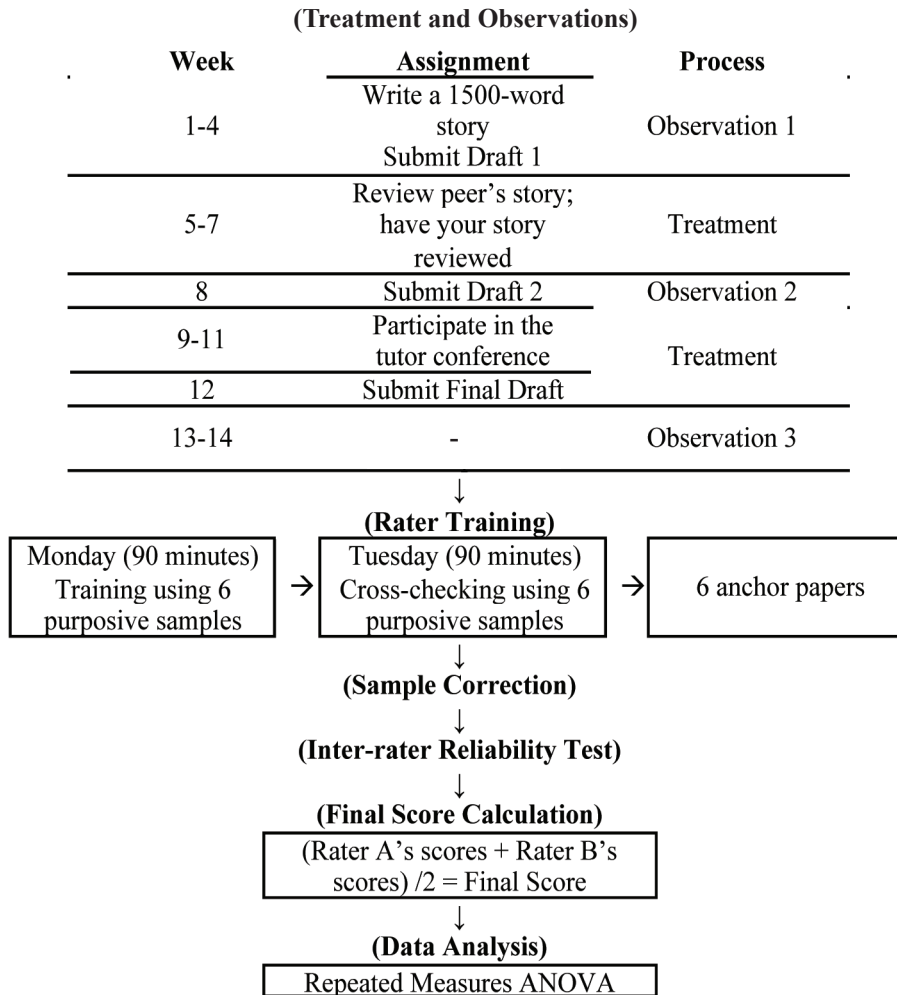 (Treatment and Observations)
Week Assignment Process
1-4
Write a 1500-word
story
Submit Draft 1
Observation 1
5-7
Review peer’s story;
have your story
reviewed
Treatment
8 Submit Draft 2 Observation 2
9-11
Participate in the
tutor conference
Treatment
12 Submit Final Draft
13-14 - Observation 3
↓
(Rater Training)
Monday (90 minutes)
Training using 6
purposive samples
→
Tuesday (90 minutes)
Cross-checking using 6
purposive samples
→
6 anchor papers
↓
(Sample Correction)
↓
(Inter-rater Reliability Test)
↓
(Final Score Calculation)
(Rater A’s scores + Rater B’s
scores) /2 = Final Score
↓
(Data Analysis)
Repeated Measures ANOVA